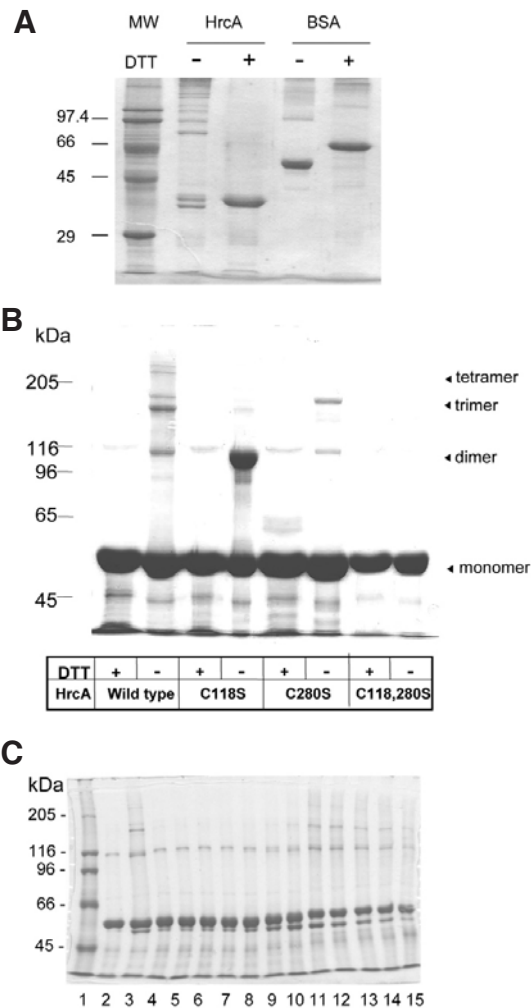 A
MW HrcA BSA
DTT - + - +
97.4
66
45
29
B
kDa
205
116
96
65
45
tetramer
trimer
dimer
monomer
DTT + - + - + - + -
HrcA Wild type C118S C280S C118,280S
C
kDa
205 -
116 -
96 -
66 -
45 -
1 2 3 4 5 6 7 8 9 10 11 12 13 14 15